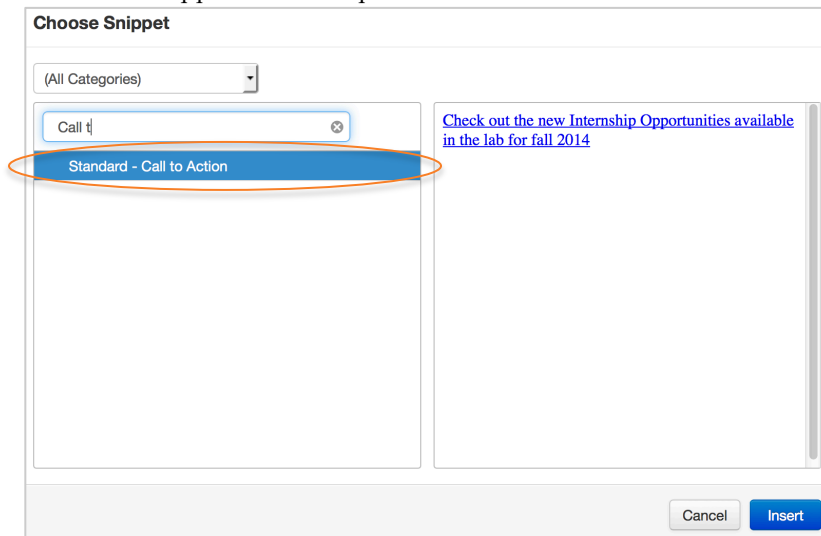 Choose Snippet
(All Categories)
Call t
Standard - Call to Action
Check out the new Internship Opportunities available
in the lab for fall 2014
Cancel
Insert